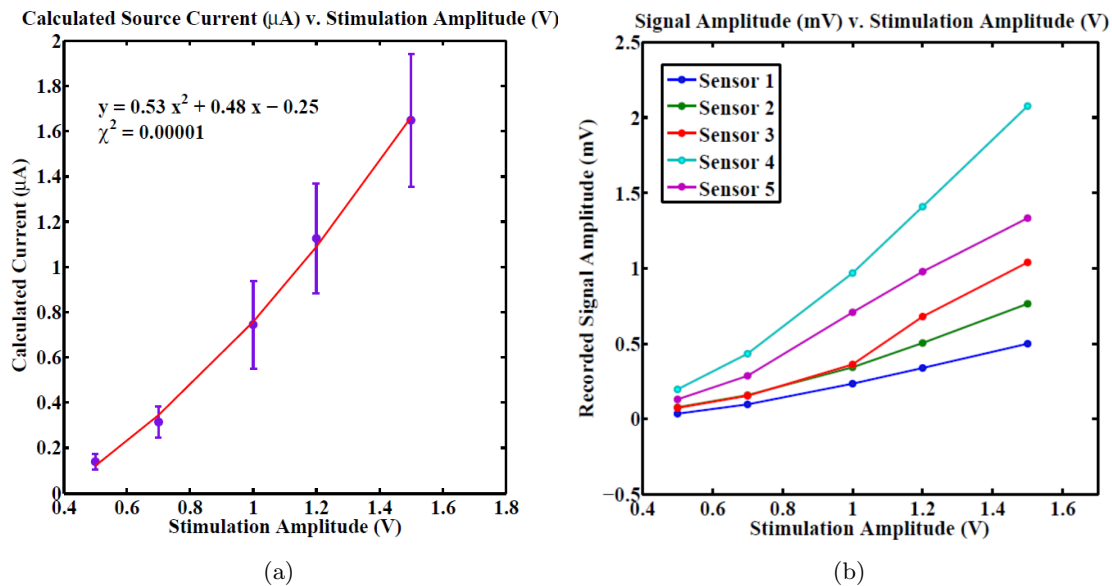 Calculated Source Current (μA) v. Stimulation Amplitude (V)
2
1.8
1.6
1.4
1.2
1
0.8
0.6
0.4
0.2
0
y = 0.53 x² + 0.48 x − 0.25
χ² = 0.00001
Calculated Current (μA)
0.4 0.6 0.8 1 1.2 1.4 1.6 1.8
Stimulation Amplitude (V)
(a)
Signal Amplitude (mV) v. Stimulation Amplitude (V)
2.5
2
1.5
1
0.5
0
−0.5
Sensor 1
Sensor 2
Sensor 3
Sensor 4
Sensor 5
Recorded Signal Amplitude (mV)
0.4 0.6 0.8 1 1.2 1.4 1.6
Stimulation Amplitude (V)
(b)